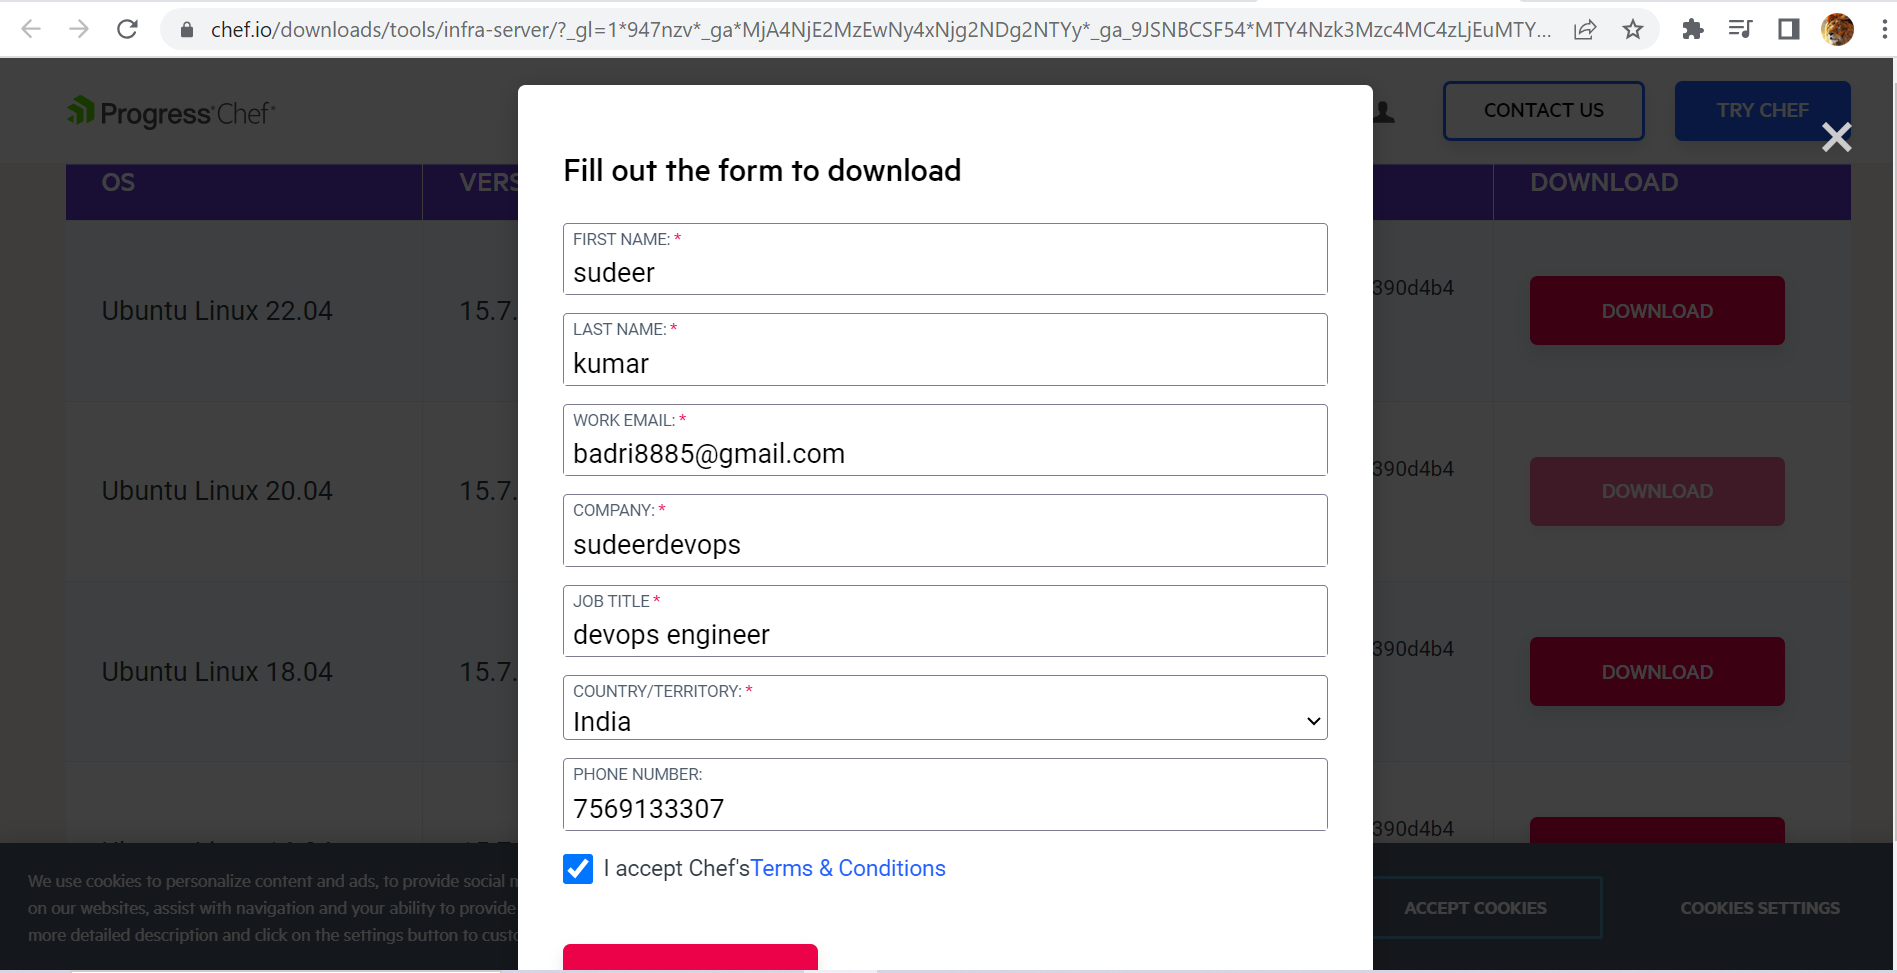 chef.io/downloads/tools/infra-server/?_gl=1*947nzv*_ga*MjA4NjE2MzEwNy4xNjg2NDg2NTYy*_ga_9JSNBCSF54*MTY4Nzk3Mzc4MC4zLjEuMTY...
Progress Chef
CONTACT US
TRY CHEF
OS
VERS
DOWNLOAD
Fill out the form to download
FIRST NAME: *
sudeer
LAST NAME: *
kumar
WORK EMAIL: *
badri8885@gmail.com
COMPANY: *
sudeerdevops
JOB TITLE *
devops engineer
COUNTRY/TERRITORY: *
India
PHONE NUMBER:
7569133307
I accept Chef'sTerms & Conditions
Ubuntu Linux 22.04
15.7.
390d4b4
DOWNLOAD
Ubuntu Linux 20.04
15.7.
390d4b4
DOWNLOAD
Ubuntu Linux 18.04
15.7.
390d4b4
DOWNLOAD
390d4b4
We use cookies to personalize content and ads, to provide social
on our websites, assist with navigation and your ability to provide
more detailed description and click on the settings button to
ACCEPT COOKIES
COOKIES SETTINGS